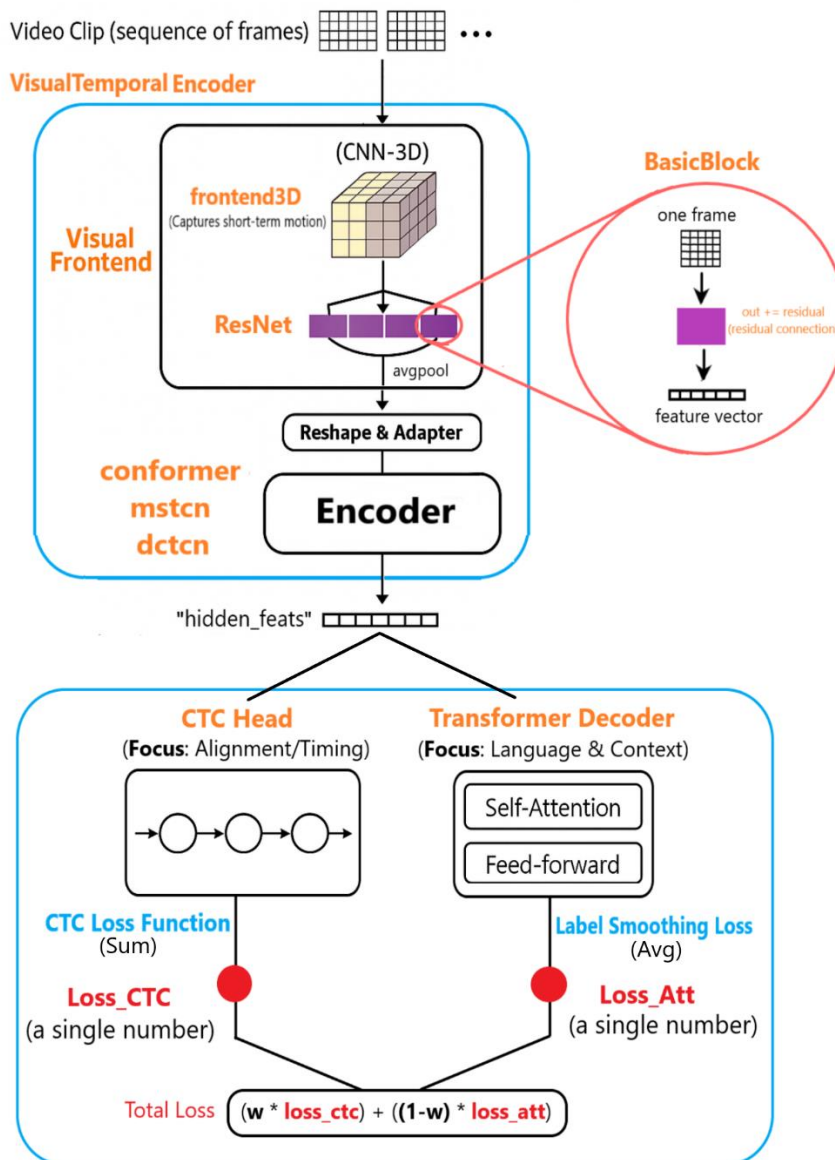 Video Clip (sequence of frames) •••
VisualTemporal Encoder
(CNN-3D)
frontend3D
(Captures short-term motion)
Visual
Frontend
ResNet
avgpool
BasicBlock
one frame
out += residual
(residual connection
feature vector
Reshape & Adapter
conformer
mstcn
dctcn
Encoder
"hidden_feats"
CTC Head
(Focus: Alignment/Timing)
Transformer Decoder
(Focus: Language & Context)
Self-Attention
Feed-forward
CTC Loss Function
(Sum)
Label Smoothing Loss
(Avg)
Loss_CTC
(a single number)
Loss_Att
(a single number)
Total Loss (w * loss_ctc) + ((1-w) * loss_att)